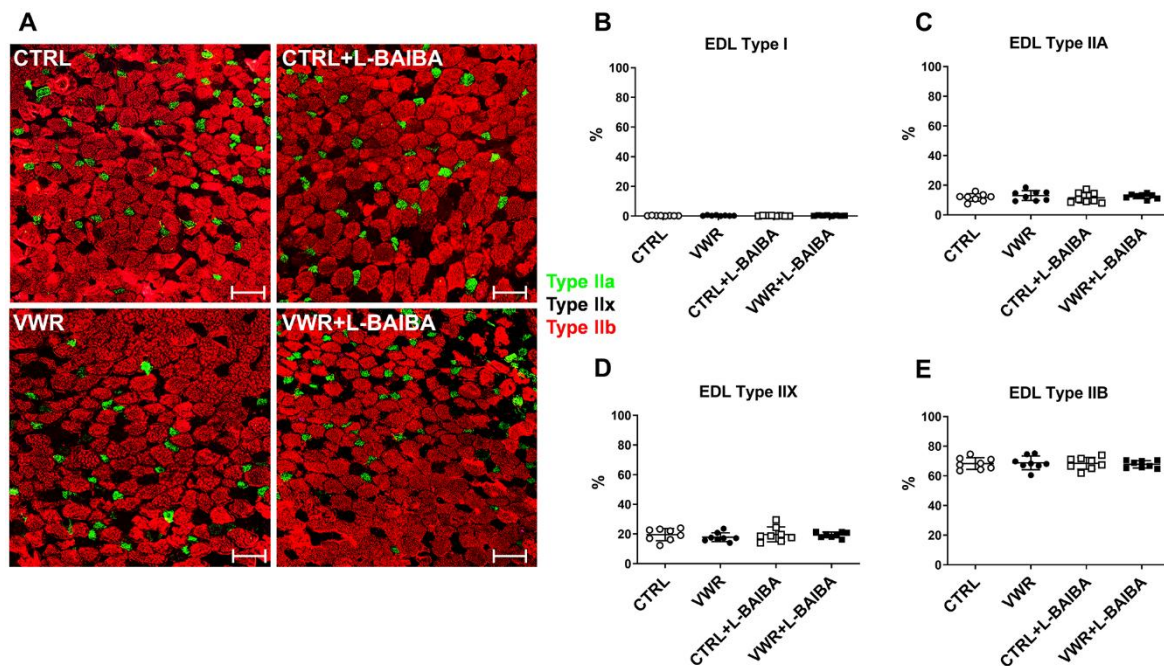 A
CTRL
CTRL+L-BAIBA
VWR
VWR+L-BAIBA
Type IIa
Type IIx
Type IIb
B
EDL Type I
%
100
80
60
40
20
0
CTRL
VWR
CTRL+L-BAIBA
VWR+L-BAIBA
C
EDL Type IIA
%
100
80
60
40
20
0
CTRL
VWR
CTRL+L-BAIBA
VWR+L-BAIBA
D
EDL Type IIX
%
100
80
60
40
20
0
CTRL
VWR
CTRL+L-BAIBA
VWR+L-BAIBA
E
EDL Type IIB
%
100
80
60
40
20
0
CTRL
VWR
CTRL+L-BAIBA
VWR+L-BAIBA